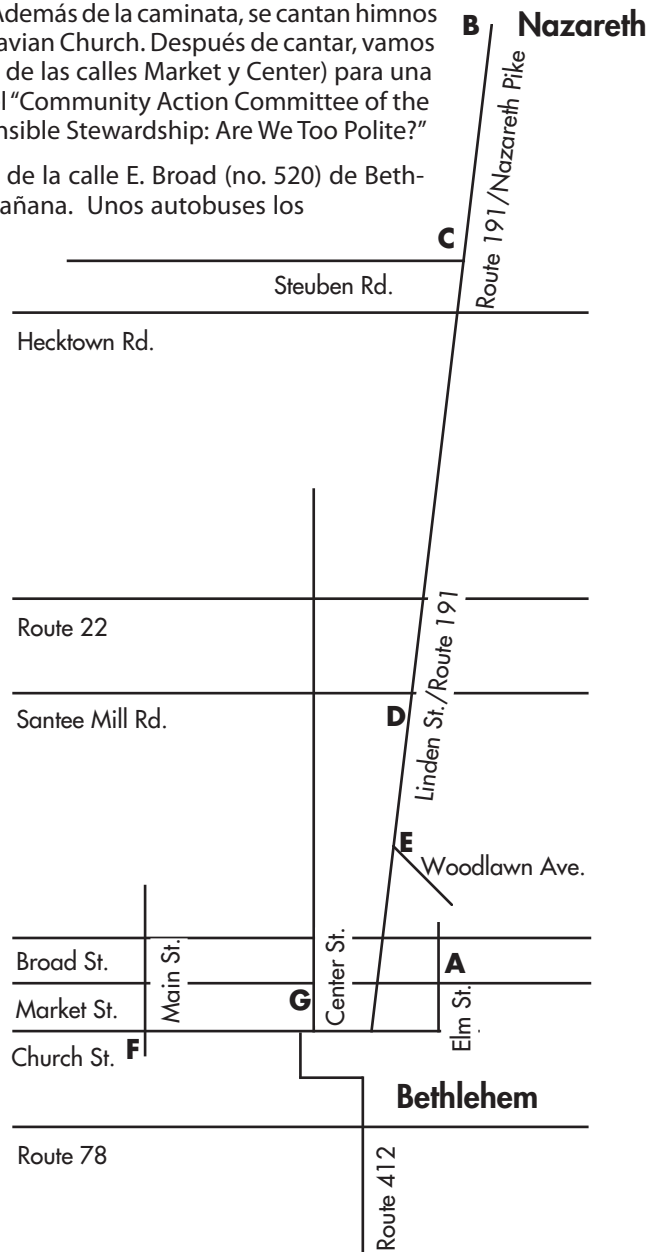 Además de la caminata, se cantan himnos
avian Church. Después de cantar, vamos
de las calles Market y Center) para una
“Community Action Committee of the
nsible Stewardship: Are We Too Polite?”
de la calle E. Broad (no. 520) de Beth-
añana. Unos autobuses los
B Nazareth
Route 191/Nazareth Pike
C
Steuben Rd.
Hecktown Rd.
Route 22
Linden St./Route 191
Santee Mill Rd.
D
E
Woodlawn Ave.
Broad St.
Main St.
Center St.
A
Market St.
G
Elm St.
Church St.
F
Bethlehem
Route 78
Route 412